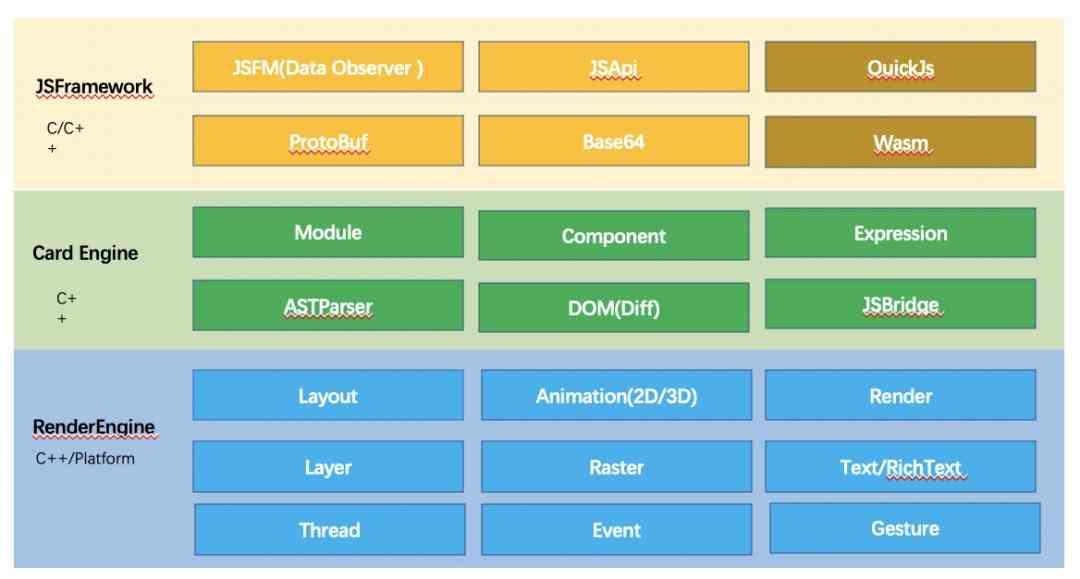 JSFramework
C/C+
+
JSFM(Data Observer )
JSApi
QuickJs
ProtoBuf
Base64
Wasm
Card Engine
C+
+
Module
Component
Expression
ASTParser
DOM(Diff)
JSBridge
RenderEngine
C++/Platform
Layout
Animation(2D/3D)
Render
Layer
Raster
Text/RichText
Thread
Event
Gesture